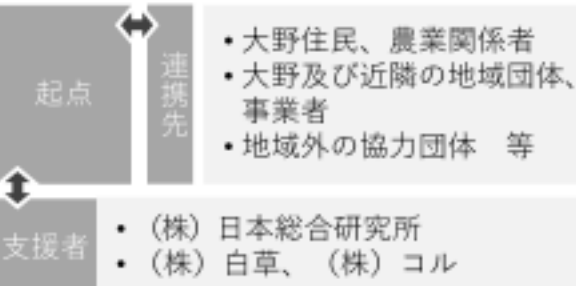 起点
連携先
・大野住民、農業関係者
・大野及び近隣の地域団体、
事業者
・地域外の協力団体　等
支援者
・（株）日本総合研究所
・（株）白草、（株）コル